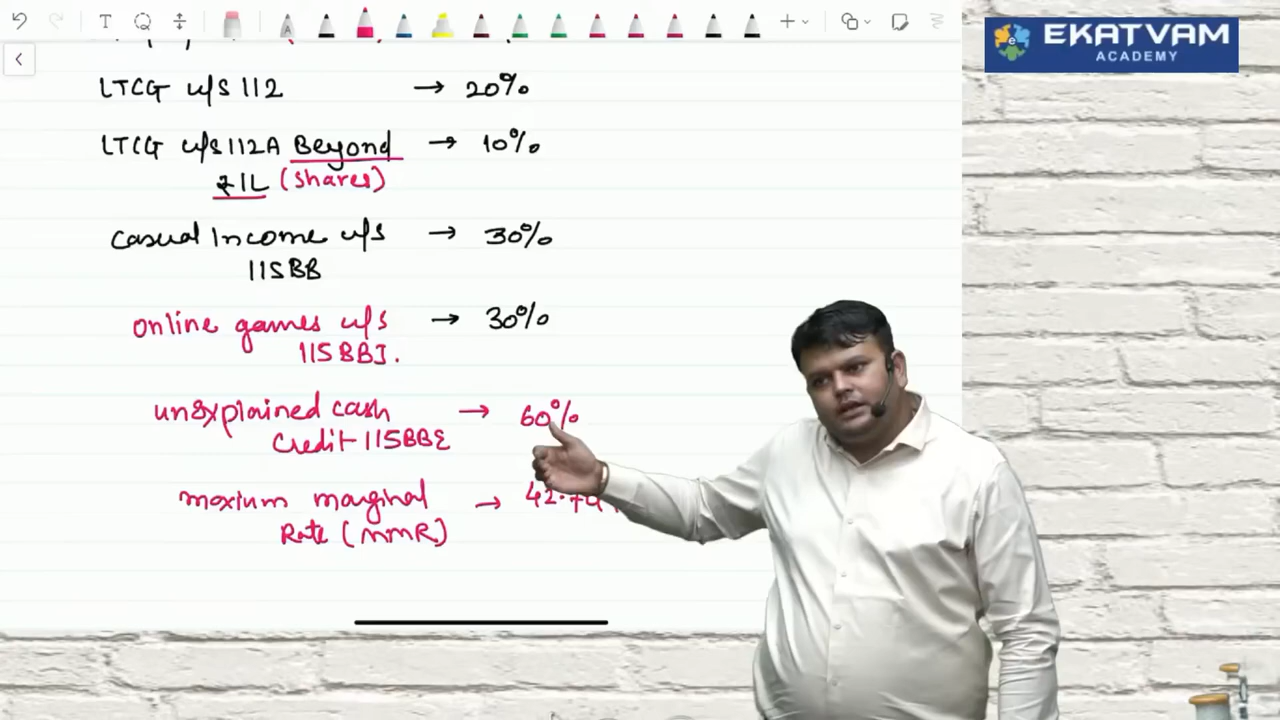 EKATVAM
ACADEMY
LTCG u/s 112 → 20%
LTCG u/s 112A Beyond → 10%
₹1L (shares)
Casual Income u/s → 30%
115BB
online games u/s → 30%
115BBJ.
unexplained cash → 60%
Credit 115BBE
moxium marginal →
Rate (MMR)